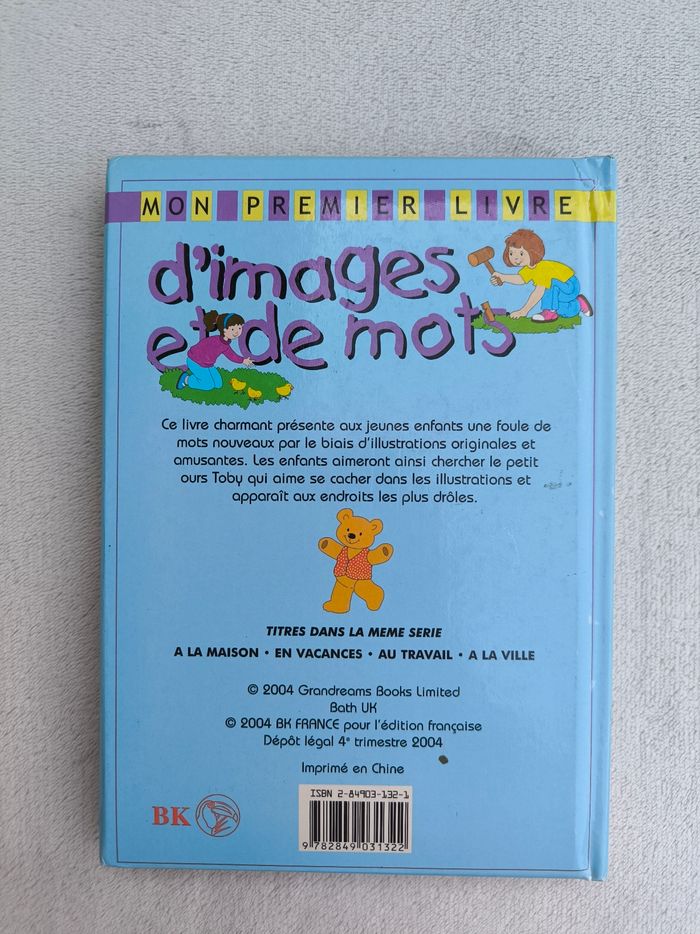 MON PREMIER LIVRE
d'images
et de mots
Ce livre charmant présente aux jeunes enfants une foule de
mots nouveaux par le biais d'illustrations originales et
amusantes. Les enfants aimeront ainsi chercher le petit
ours Toby qui aime se cacher dans les illustrations et
apparaît aux endroits les plus drôles.
TITRES DANS LA MEME SERIE
A LA MAISON • EN VACANCES • AU TRAVAIL • A LA VILLE
© 2004 Grandreams Books Limited
Bath UK
© 2004 BK FRANCE pour l'édition française
Dépôt légal 4e trimestre 2004
Imprimé en Chine
ISBN 2-84903-132-1
BK
9 782849 031322